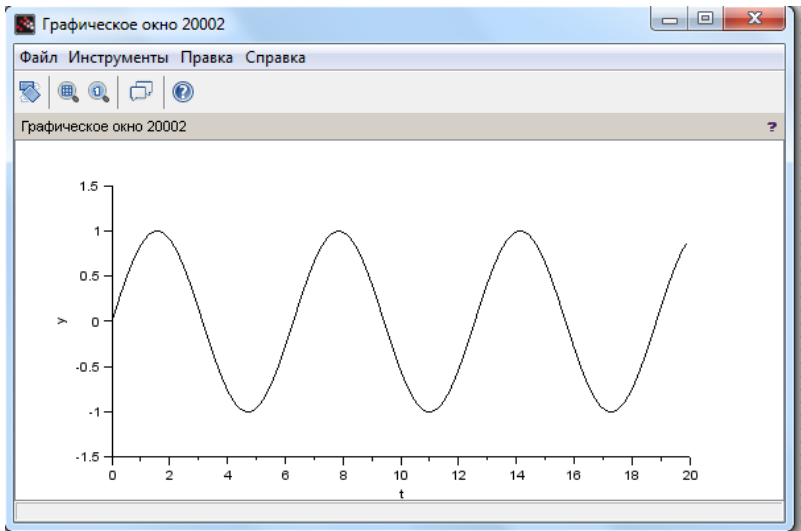 Графическое окно 20002
Файл Инструменты Правка Справка
Графическое окно 20002 ?
1.5
1
0.5
y 0
-0.5
-1
-1.5
0 2 4 6 8 10 12 14 16 18 20
t